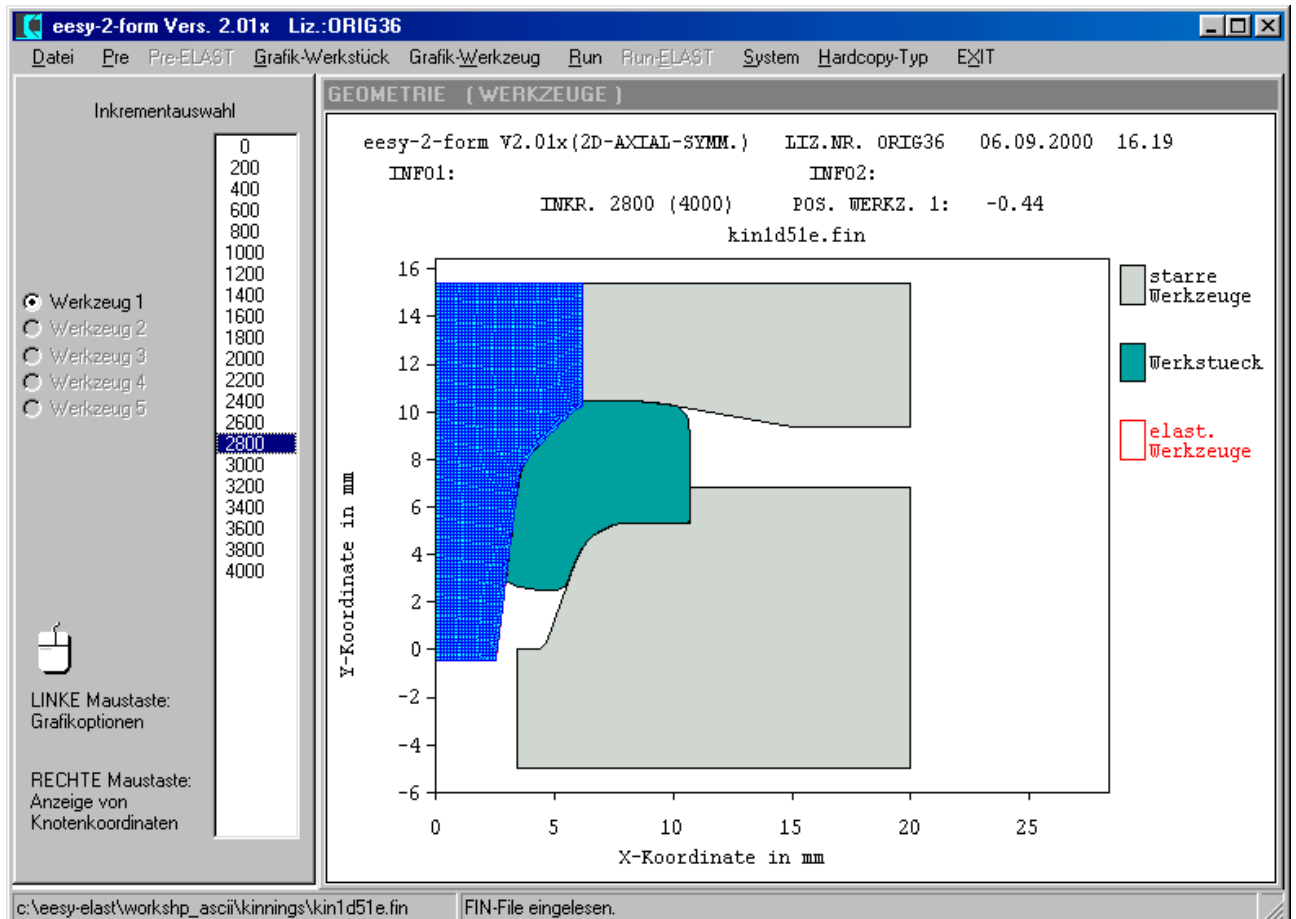 eesy-2-form Vers. 2.01x Liz.:ORIG36
Datei Pre Pre-ELAST Grafik-Werkstück Grafik-Werkzeug Run Run-ELAST System Hardcopy-Typ EXIT
Inkrementauswahl
0
200
400
600
800
1000
1200
1400
1600
1800
2000
2200
2400
2600
2800
3000
3200
3400
3600
3800
4000
Werkzeug 1
Werkzeug 2
Werkzeug 3
Werkzeug 4
Werkzeug 5
LINKE Maustaste:
Grafikoptionen
RECHTE Maustaste:
Anzeige von
Knotenkoordinaten
GEOMETRIE (WERKZEUGE)
eesy-2-form V2.01x(2D-AXIAL-SYMM.) LIZ.NR. ORIG36 06.09.2000 16.19
INFO1: INFO2:
INKR. 2800 (4000) POS. WERKZ. 1: -0.44
kin1d51e.fin
16
14
12
10
8
6
4
2
0
-2
-4
-6
Y-Koordinate in mm
0 5 10 15 20 25
X-Koordinate in mm
starre
Werkzeuge
Werkstueck
elast.
Werkzeuge
c:\eesy-elast\workshp_ascii\kinnings\kin1d51e.fin FIN-File eingelesen.